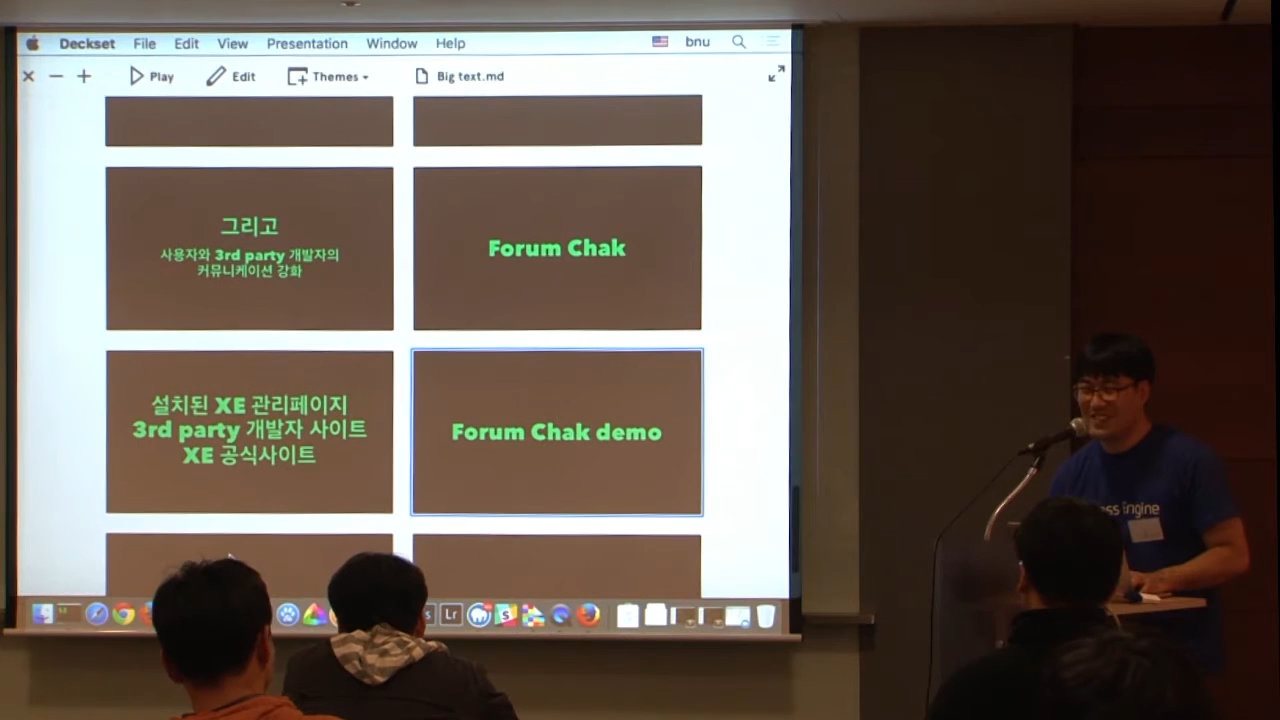 Deckset File Edit View Presentation Window Help bnu
Play Edit Themes Big text.md
그리고
사용자와 3rd party 개발자의
커뮤니케이션 강화
Forum Chak
설치된 XE 관리페이지
3rd party 개발자 사이트
XE 공식사이트
Forum Chak demo
Lr
ess Engine